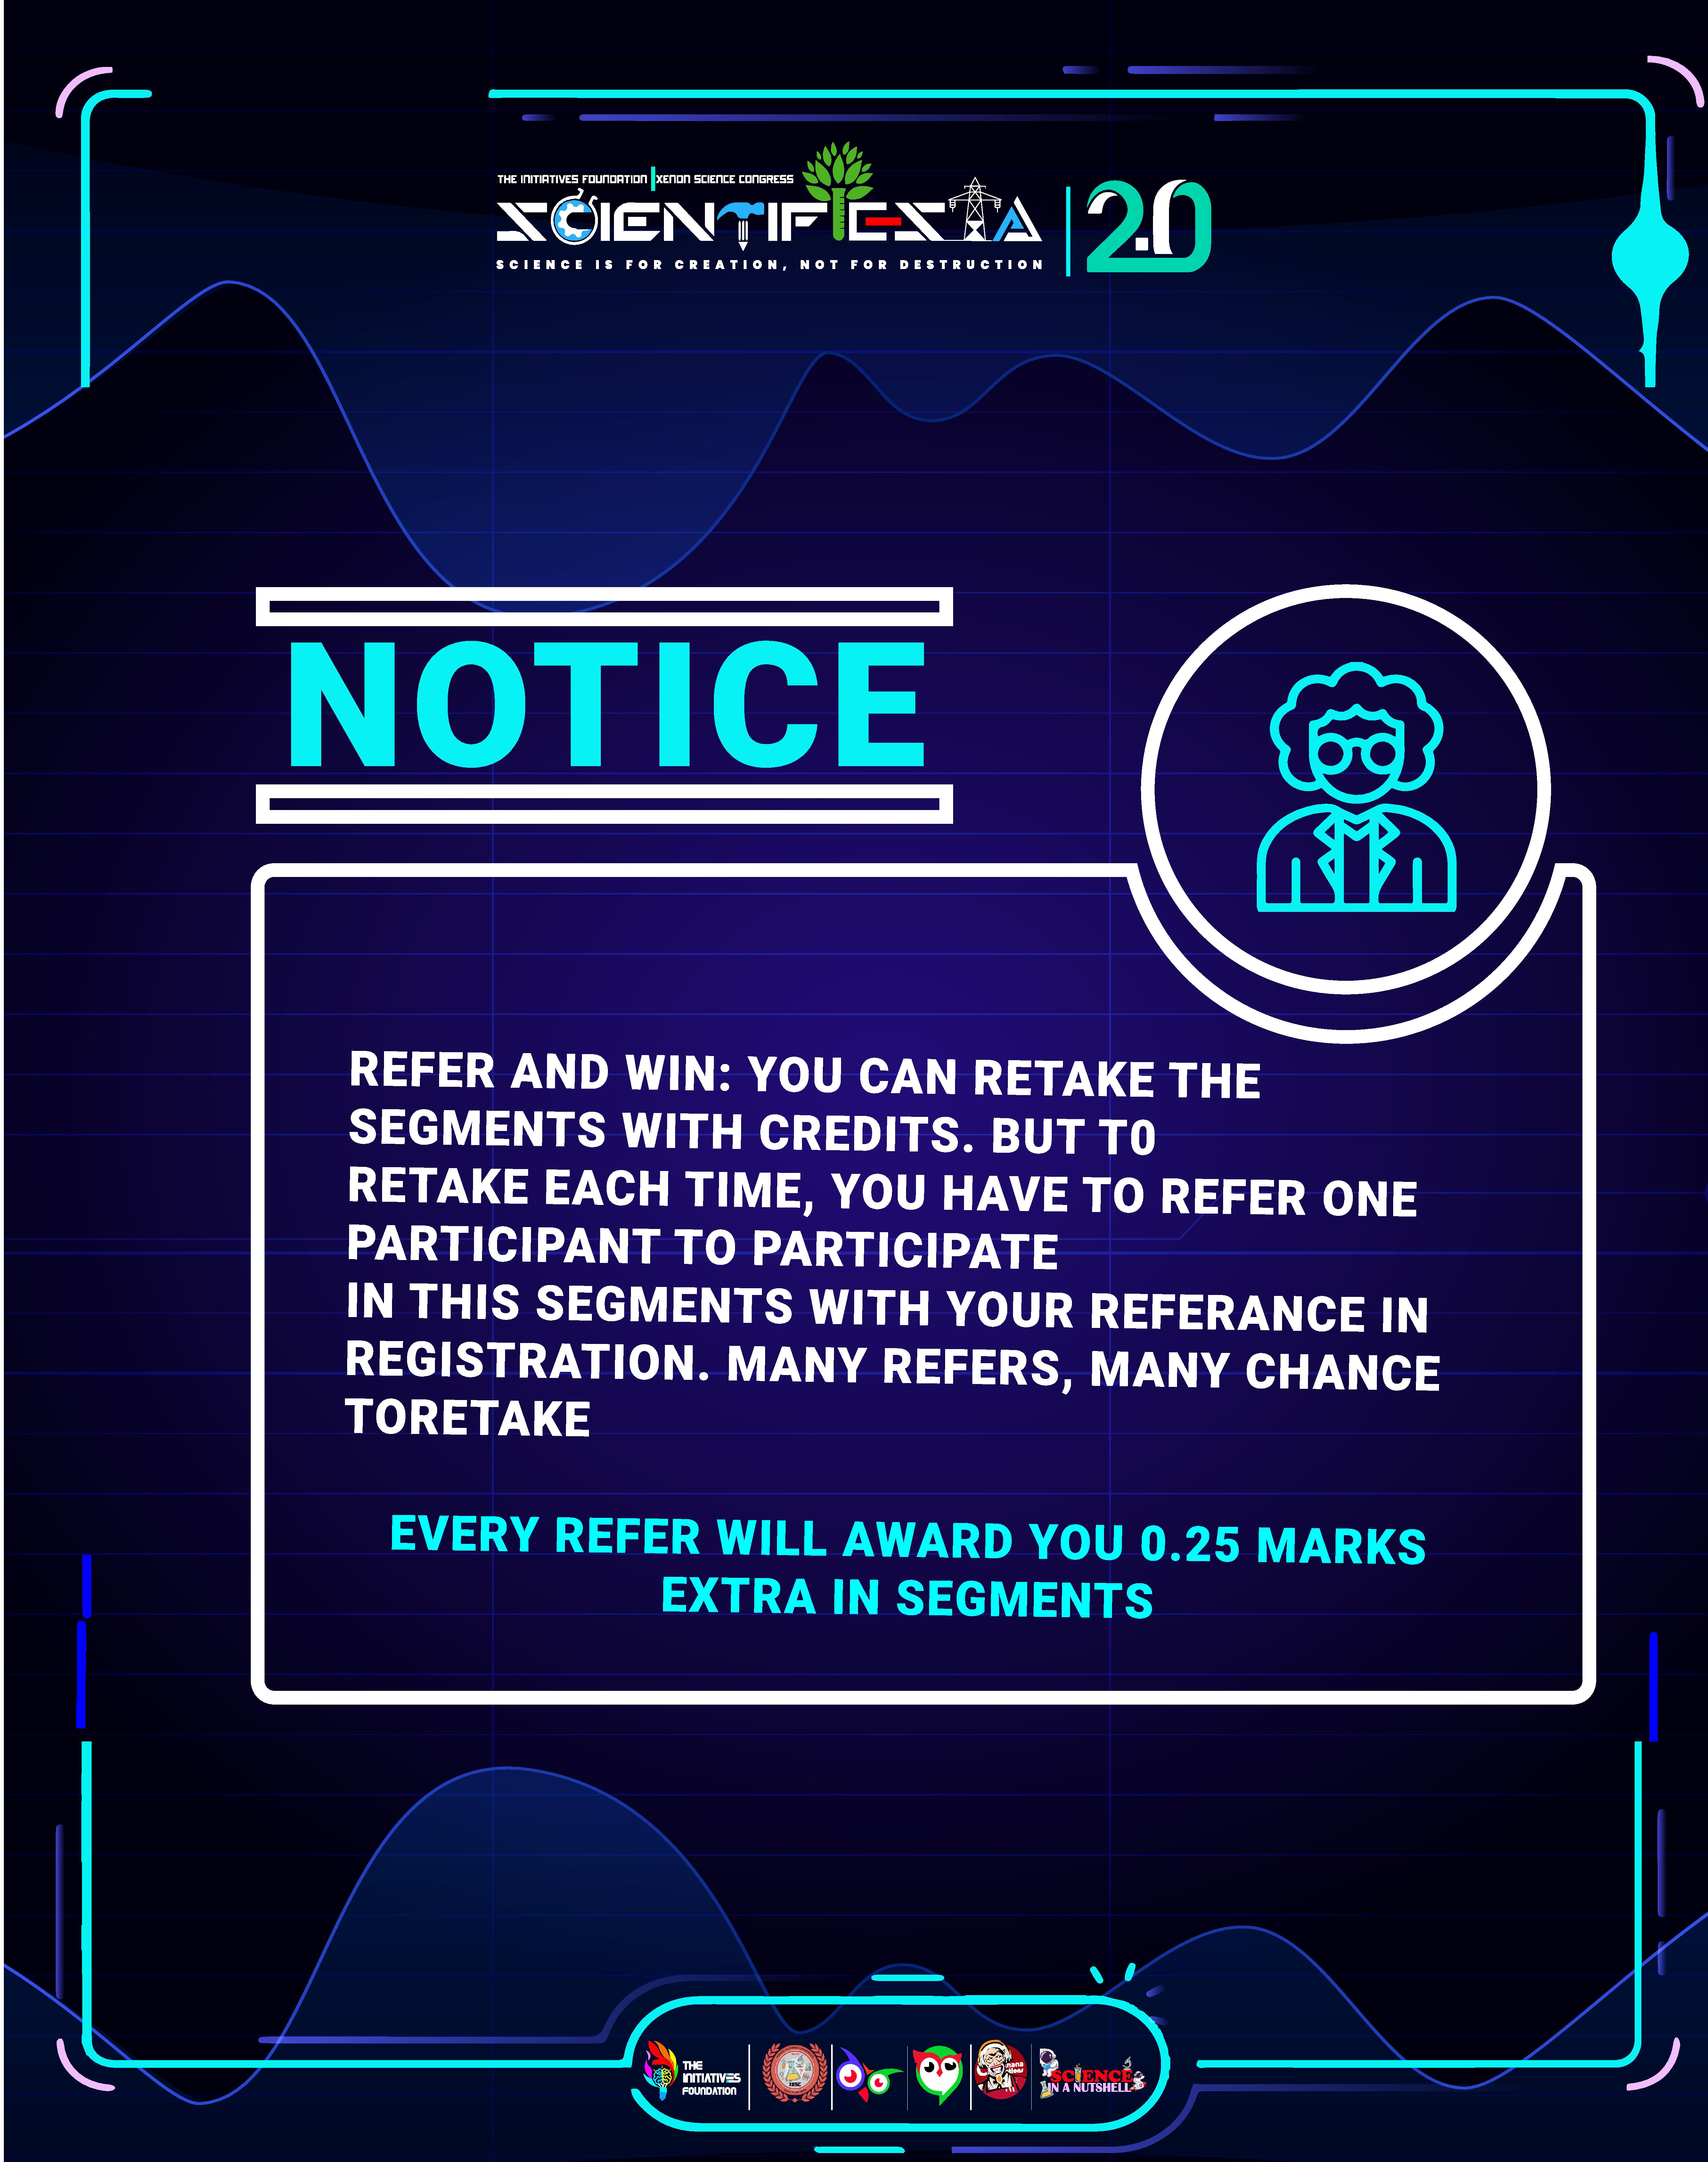 THE INITIATIVES FOUNDATION XENON SCIENCE CONGRESS
SCIENTIFIESTA 2.0
SCIENCE IS FOR CREATION, NOT FOR DESTRUCTION
NOTICE
REFER AND WIN: YOU CAN RETAKE THE
SEGMENTS WITH CREDITS. BUT T0
RETAKE EACH TIME, YOU HAVE TO REFER ONE
PARTICIPANT TO PARTICIPATE
IN THIS SEGMENTS WITH YOUR REFERANCE IN
REGISTRATION. MANY REFERS, MANY CHANCE
TORETAKE
EVERY REFER WILL AWARD YOU 0.25 MARKS
EXTRA IN SEGMENTS
THE
INITIATIVES
FOUNDATION
SCIENCE
IN A NUTSHELL